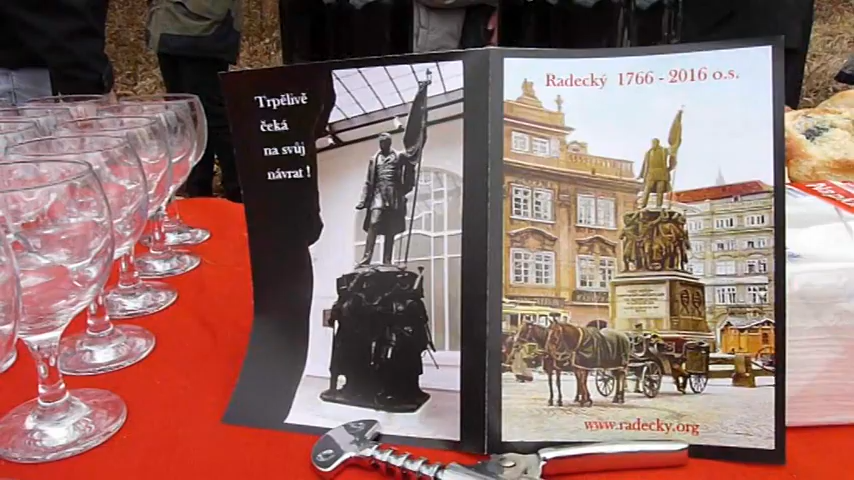 Trpělivě
čeká
na svůj
návrat !
Radecký 1766 - 2016 o.s.
www.radecky.org